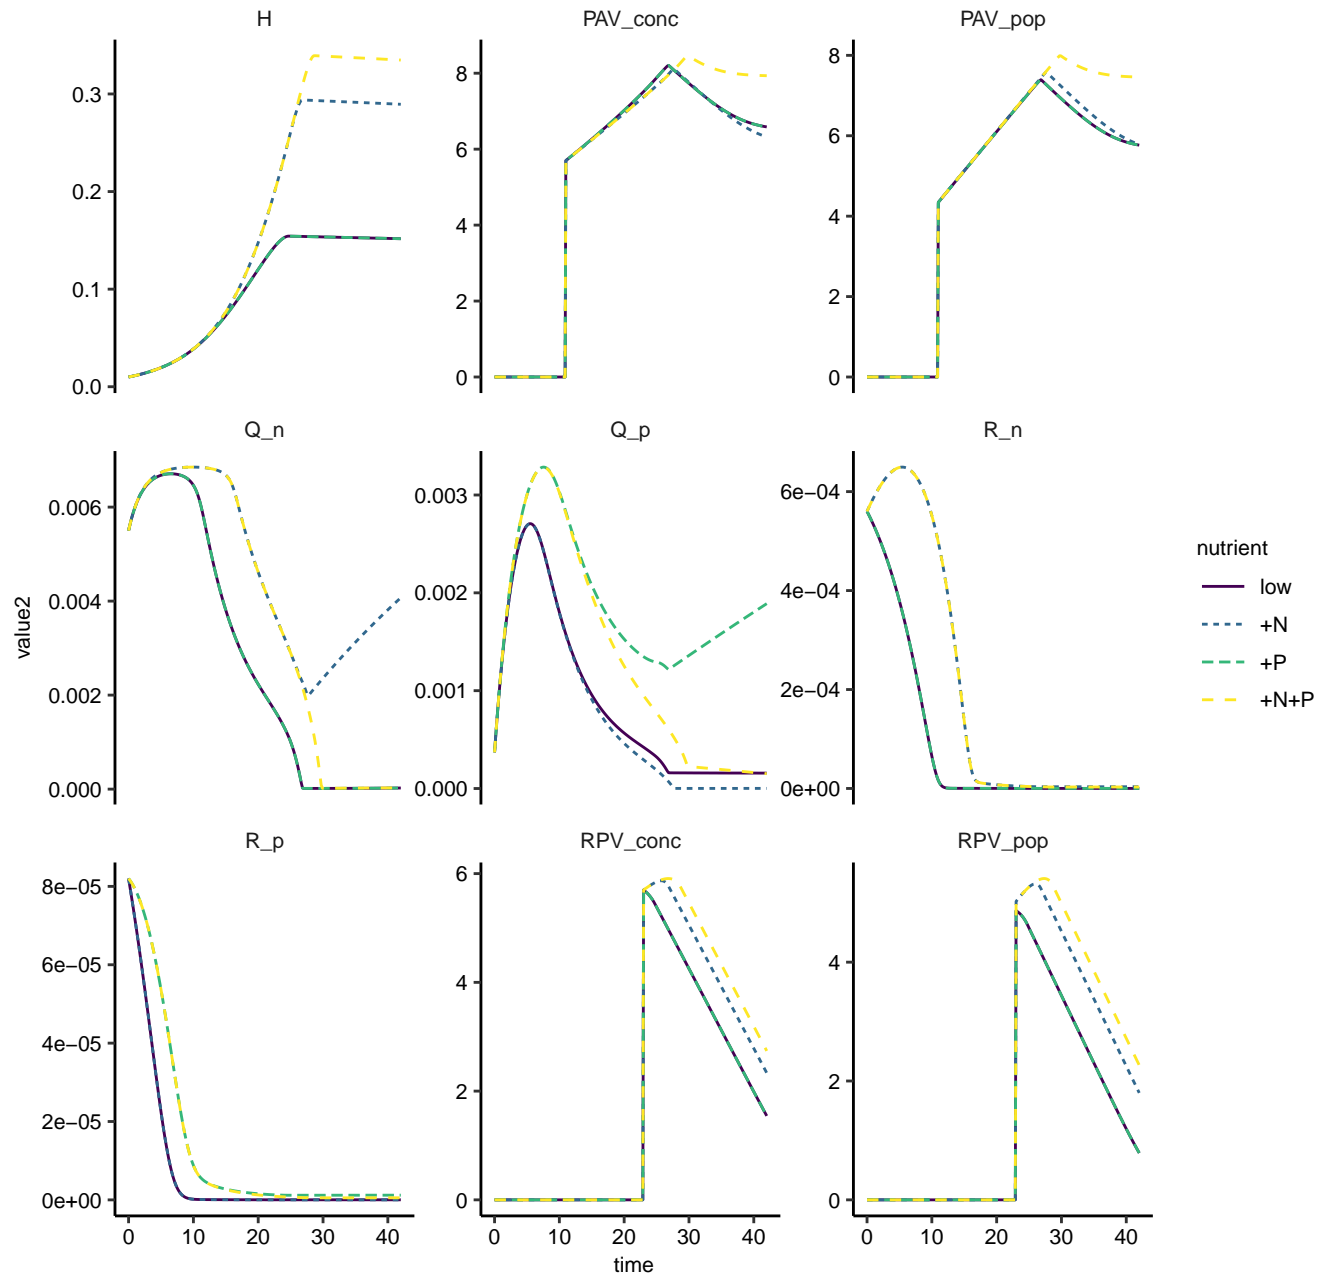 H
PAV_conc
PAV_pop
0.3
0.2
0.1
0.0
8
6
4
2
0
8
6
4
2
0
Q_n
Q_p
R_n
0.006
0.004
0.002
0.000
0.003
0.002
0.001
0.000
6e−04
4e−04
2e−04
0e+00
R_p
RPV_conc
RPV_pop
8e−05
6e−05
4e−05
2e−05
0e+00
6
4
2
0
4
2
0
0 10 20 30 40
0 10 20 30 40
0 10 20 30 40
time
value2
nutrient
low
+N
+P
+N+P